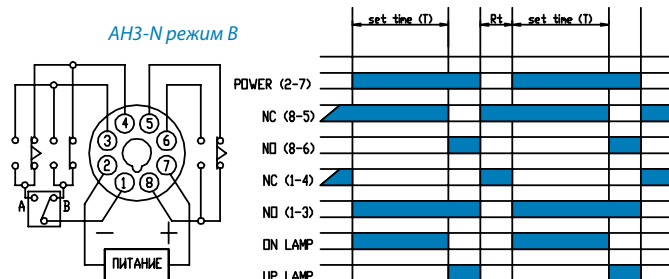 АНЗ-N режим В
set time (T)
Rt
set time (T)
POWER (2-7)
NC (8-5)
NO (8-6)
NC (1-4)
NO (1-3)
ON LAMP
UP LAMP
4 5
3 6
2 7
1 8
A B
— +
ПИТАНИЕ